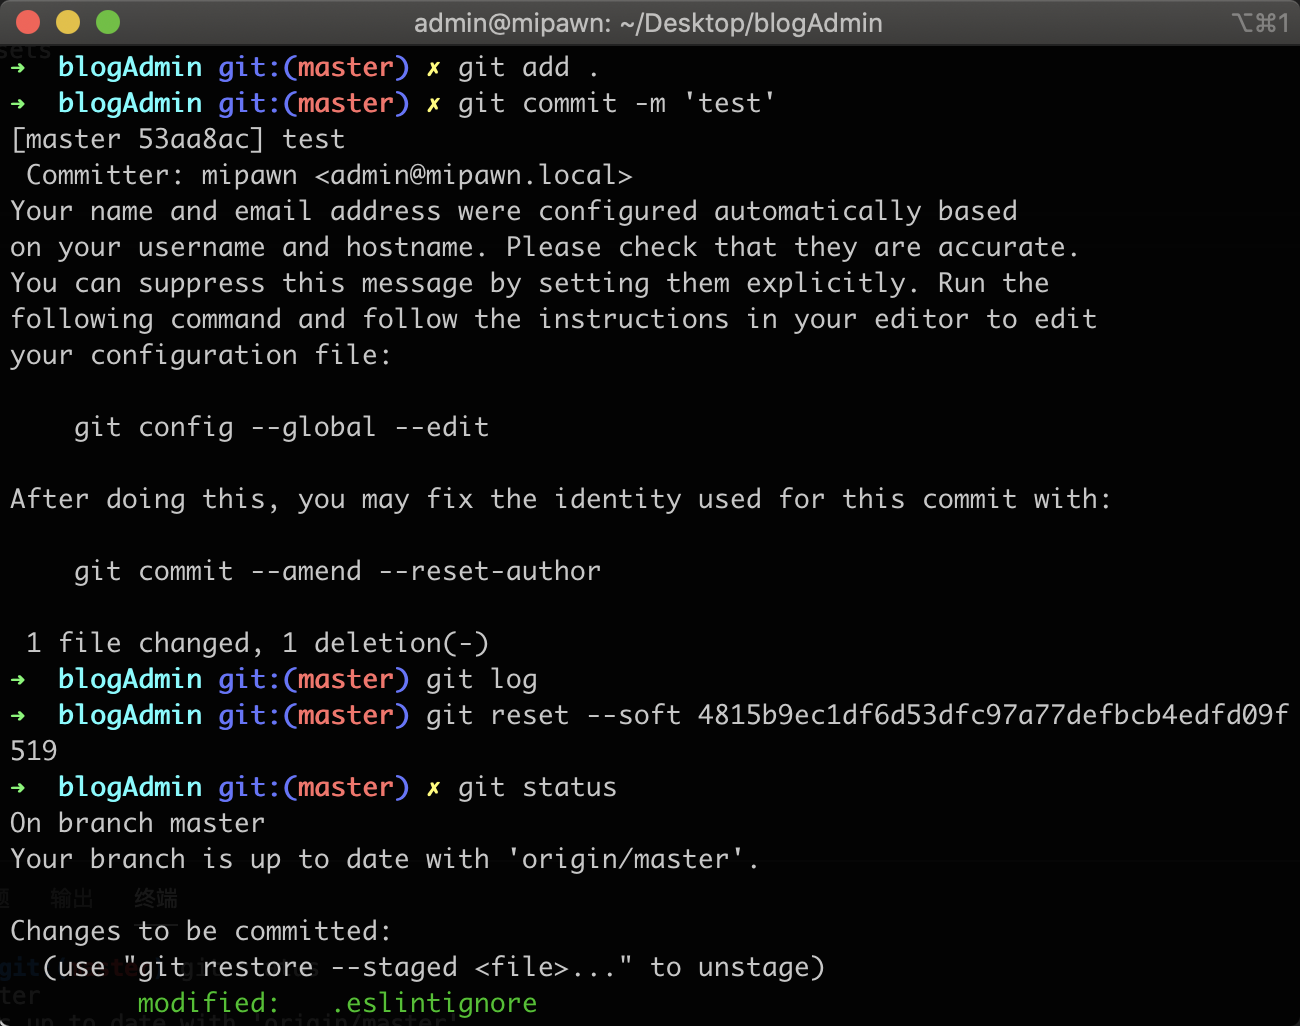 admin@mipawn: ~/Desktop/blogAdmin ⌥⌘1
sets
➜ blogAdmin git:(master) ✗ git add .
➜ blogAdmin git:(master) ✗ git commit -m 'test'
[master 53aa8ac] test
Committer: mipawn <admin@mipawn.local>
Your name and email address were configured automatically based
on your username and hostname. Please check that they are accurate.
You can suppress this message by setting them explicitly. Run the
following command and follow the instructions in your editor to edit
your configuration file:
git config --global --edit
After doing this, you may fix the identity used for this commit with:
git commit --amend --reset-author
1 file changed, 1 deletion(-)
➜ blogAdmin git:(master) git log
➜ blogAdmin git:(master) git reset --soft 4815b9ec1df6d53dfc97a77defbcb4edfd09f
519
➜ blogAdmin git:(master) ✗ git status
On branch master
Your branch is up to date with 'origin/master'.
输出 终端
Changes to be committed:
(use "git restore --staged <file>..." to unstage)
modified: .eslintignore